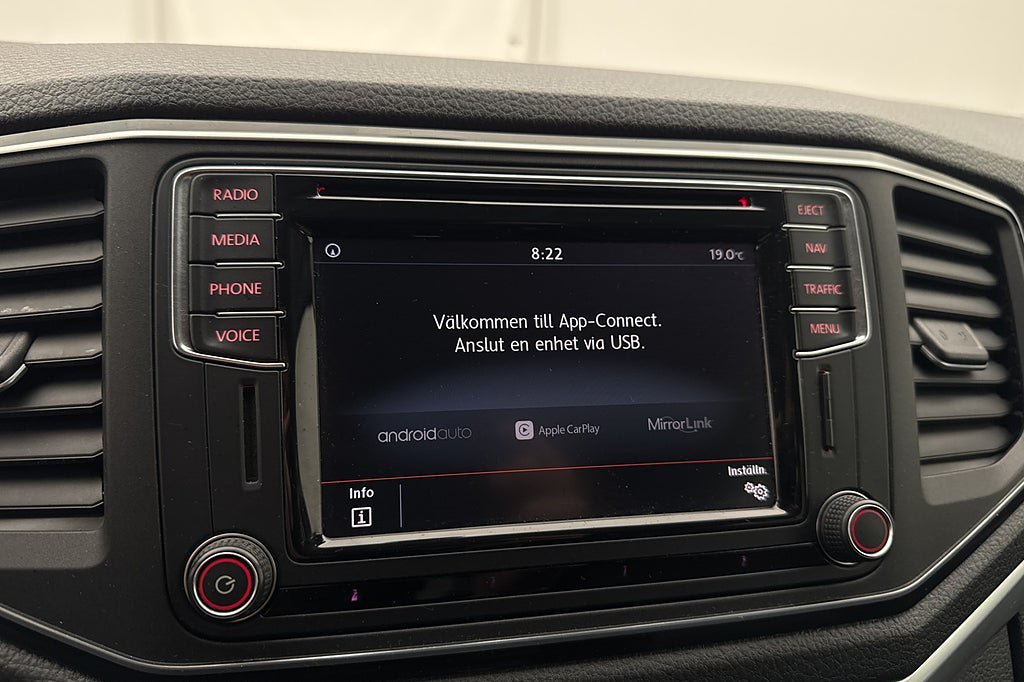 RADIO
MEDIA
PHONE
VOICE
EJECT
NAV
TRAFFIC
MENU
8:22
19.0°C
Välkommen till App-Connect.
Anslut en enhet via USB.
androidauto
Apple CarPlay
MirrorLink
Info
i
Inställn.